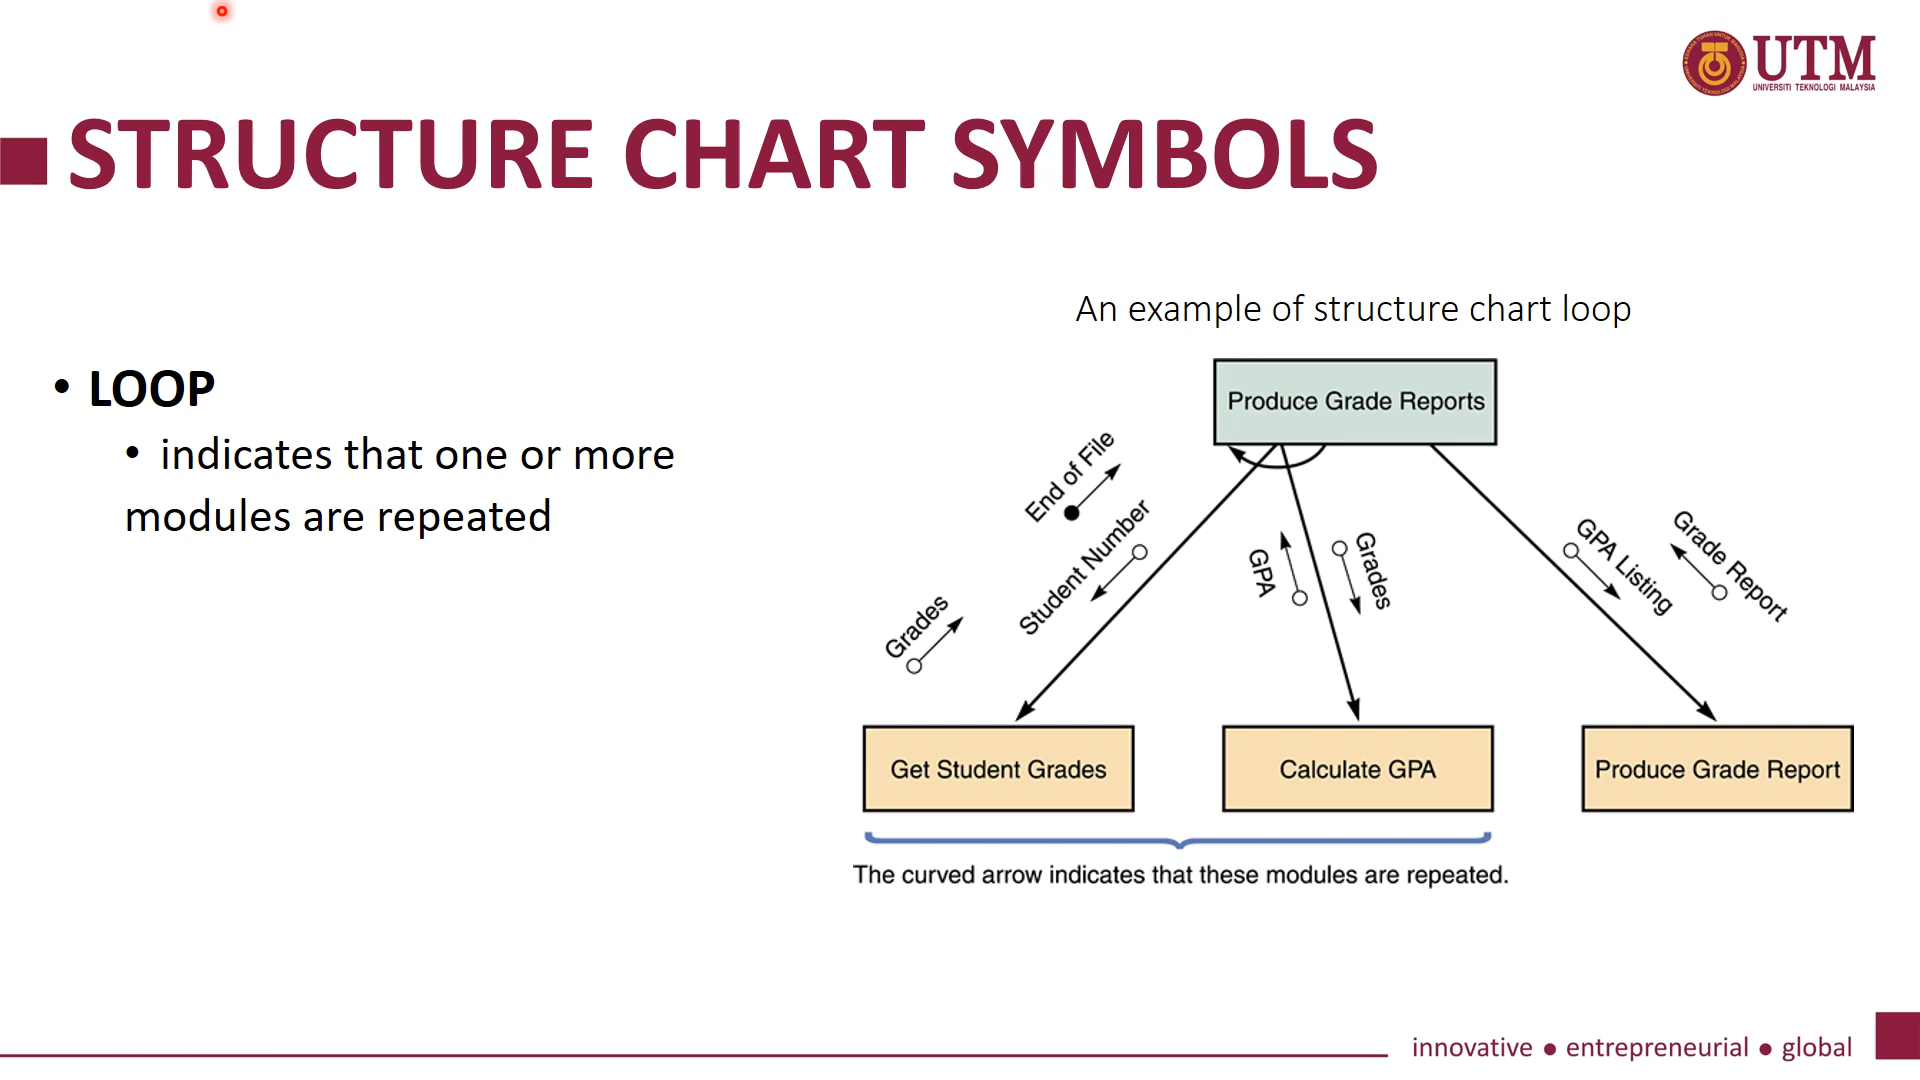 UTM
UNIVERSITI TEKNOLOGI MALAYSIA
STRUCTURE CHART SYMBOLS
• LOOP
• indicates that one or more
modules are repeated
An example of structure chart loop
Produce Grade Reports
End of File
Student Number
Grades
GPA
Grades
GPA Listing
Grade Report
Get Student Grades
Calculate GPA
Produce Grade Report
The curved arrow indicates that these modules are repeated.
innovative ● entrepreneurial ● global